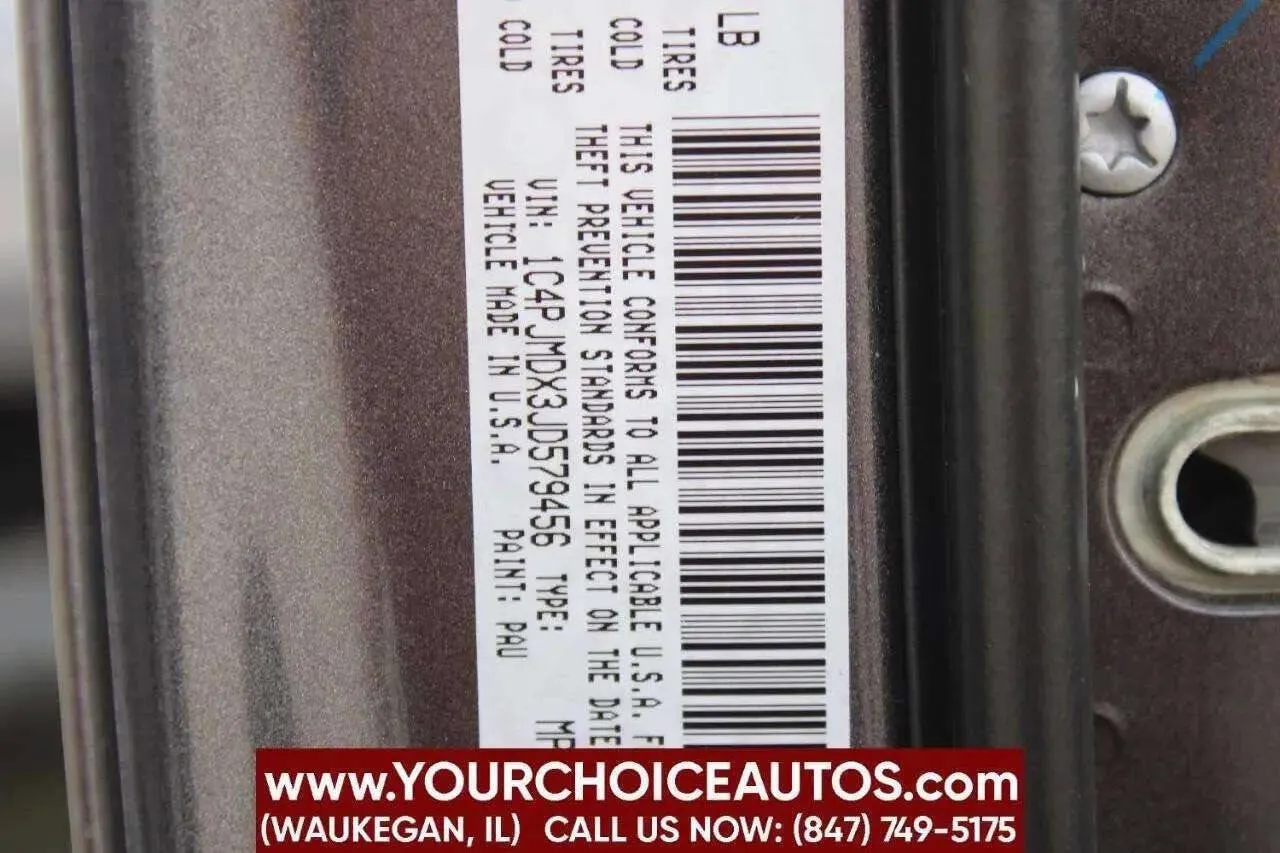 LB
TIRES
COLD
TIRES
COLD
THIS VEHICLE CONFORMS TO ALL APPLICABLE U.S.A. F
THEFT PREVENTION STANDARDS IN EFFECT ON THE DATE
VIN: 1C4PJMDX3JD579456 TYPE: MP
VEHICLE MADE IN U.S.A. PAINT: PAU
www.YOURCHOICEAUTOS.com
(WAUKEGAN, IL) CALL US NOW: (847) 749-5175